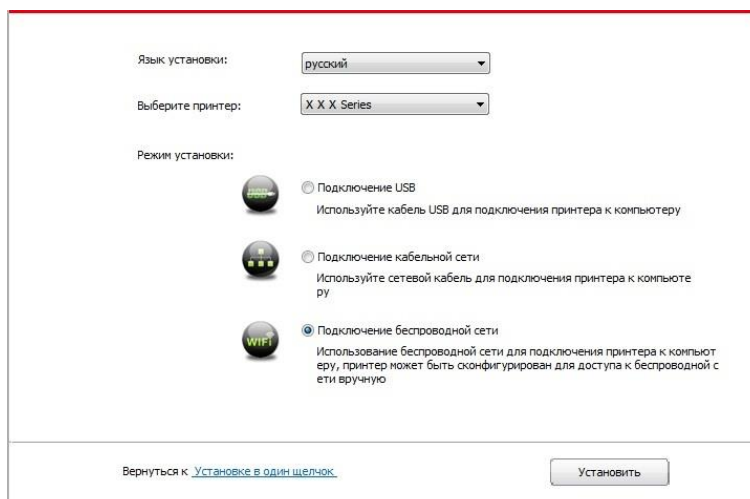 Язык установки:
русский
Выберите принтер:
X X X Series
Режим установки:
USB
Подключение USB
Используйте кабель USB для подключения принтера к компьютеру
Подключение кабельной сети
Используйте сетевой кабель для подключения принтера к компьюте
ру
WiFi
Подключение беспроводной сети
Использование беспроводной сети для подключения принтера к компьют
еру, принтер может быть сконфигурирован для доступа к беспроводной с
ети вручную
Вернуться к Установке в один щелчок
Установить